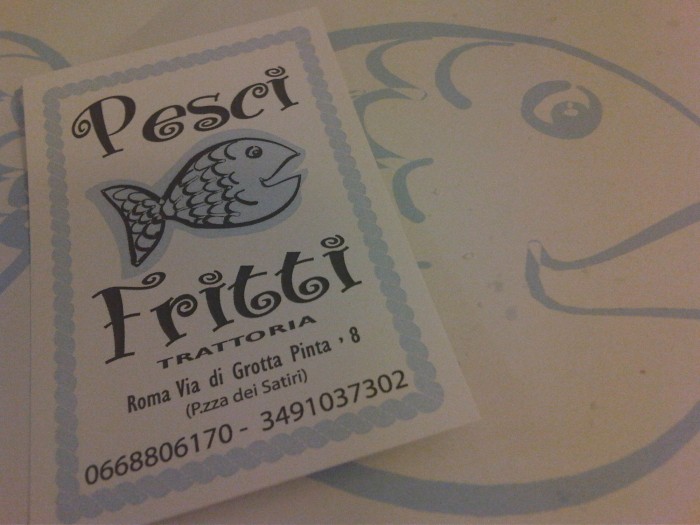 Pesci
Fritti
TRATTORIA
Roma Via di Grotta Pinta , 8
(P.zza dei Satiri)
0668806170 - 3491037302